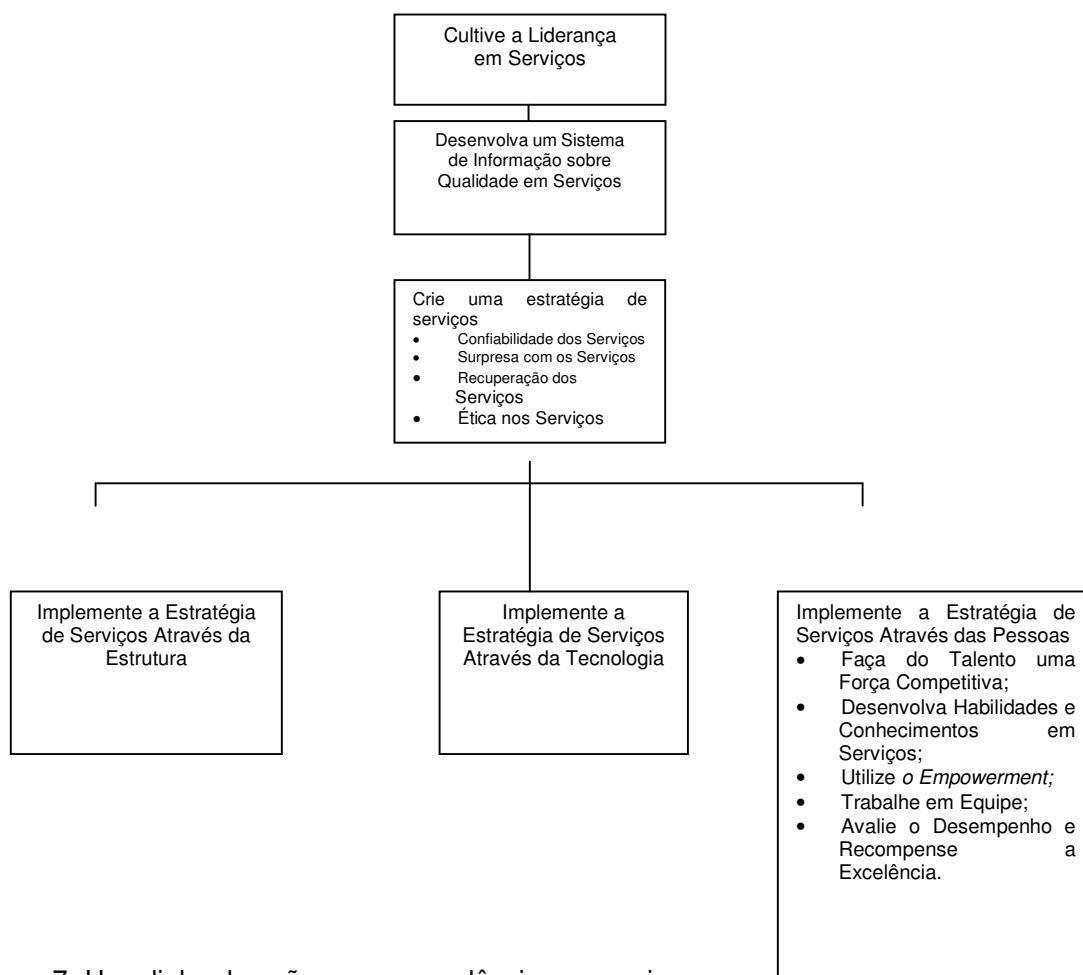 Cultive a Liderança
em Serviços
Desenvolva um Sistema
de Informação sobre
Qualidade em Serviços
Crie uma estratégia de
serviços
• Confiabilidade dos Serviços
• Surpresa com os Serviços
• Recuperação dos
Serviços
• Ética nos Serviços
Implemente a Estratégia
de Serviços Através da
Estrutura
Implemente a
Estratégia de Serviços
Através da Tecnologia
Implemente a Estratégia de
Serviços Através das Pessoas
• Faça do Talento uma
Força Competitiva;
• Desenvolva Habilidades e
Conhecimentos em
Serviços;
• Utilize o Empowerment;
• Trabalhe em Equipe;
• Avalie o Desempenho e
Recompense a
Excelência.